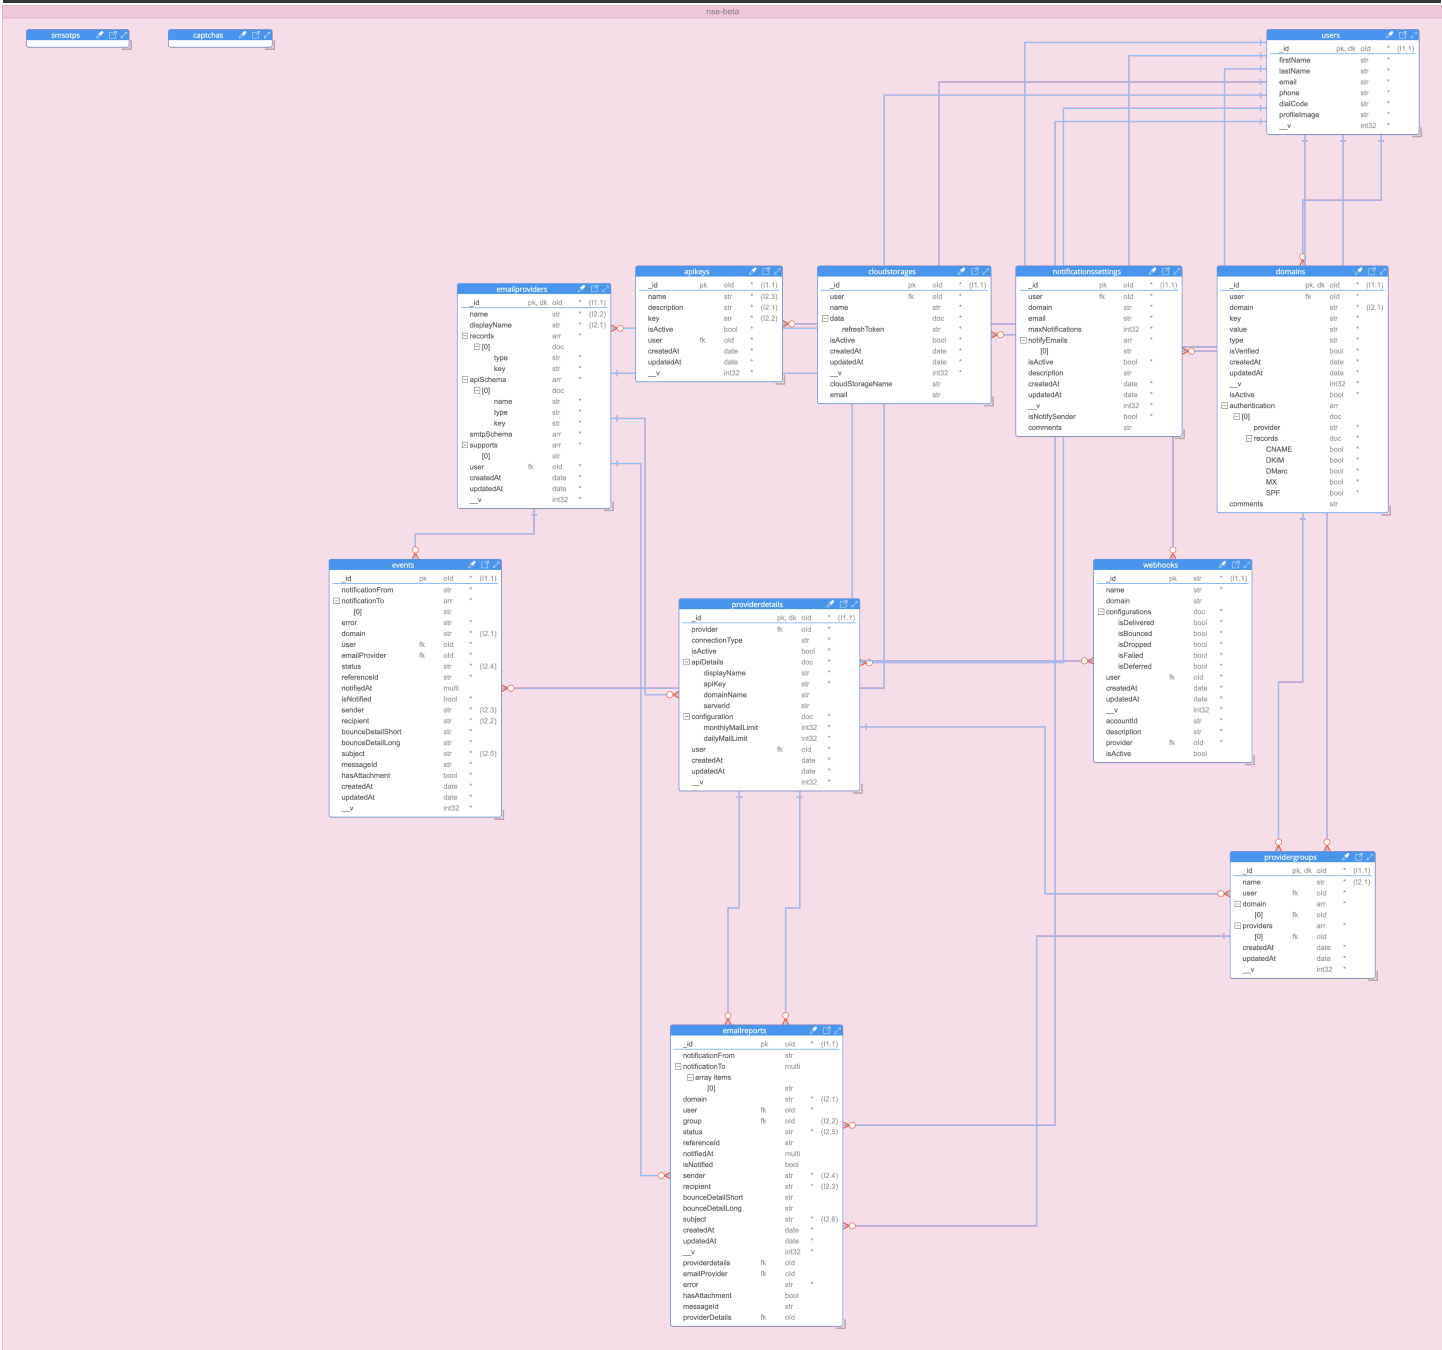 nse-beta
smsotps
captchas
users
_id pk, dk oId * (I1.1)
firstName str *
lastName str *
email str *
phone str *
dialCode str *
profileImage str *
__v int32 *
emailproviders
_id pk, dk oId * (I1.1)
name str * (I2.2)
displayName str * (I2.1)
records arr *
[0] doc
type str *
key str *
apiSchema arr *
[0] doc
name str *
type str *
key str *
smtpSchema arr *
supports arr *
[0] str
user fk oId *
createdAt date *
updatedAt date *
__v int32 *
apikeys
_id pk oId * (I1.1)
name str * (I2.3)
description str * (I2.1)
key str * (I2.2)
isActive bool *
user fk oId *
createdAt date *
updatedAt date *
__v int32 *
cloudstorages
_id pk oId * (I1.1)
user fk oId *
name str *
data doc *
refreshToken str *
isActive bool *
createdAt date *
updatedAt date *
__v int32 *
cloudStorageName str
email str
notificationssettings
_id pk oId * (I1.1)
user fk oId *
domain str *
email str *
maxNotifications int32 *
notifyEmails arr *
[0] str
isActive bool *
description str
createdAt date *
updatedAt date *
__v int32 *
isNotifySender bool *
comments str
domains
_id pk, dk oId * (I1.1)
user fk oId *
domain str * (I2.1)
key str *
value str *
type str *
isVerified bool *
createdAt date *
updatedAt date *
__v int32 *
isActive bool *
authentication arr
[0] doc
provider str *
records doc *
CNAME bool *
DKIM bool *
DMarc bool *
MX bool *
SPF bool *
comments str
events
_id pk oId * (I1.1)
notificationFrom str *
notificationTo arr *
[0] str
error str *
domain str * (I2.1)
user fk oId *
emailProvider fk oId *
status str * (I2.4)
referenceId str *
notifiedAt multi *
isNotified bool
sender str * (I2.3)
recipient str * (I2.2)
bounceDetailShort str *
bounceDetailLong str *
subject str * (I2.5)
messageId str *
hasAttachment bool *
createdAt date *
updatedAt date *
__v int32 *
providerdetails
_id pk, dk oId * (I1.1)
provider fk oId *
connectionType str *
isActive bool *
apiDetails doc *
displayName str *
apiKey str *
domainName str
serverId str
configuration doc *
monthlyMailLimit int32 *
dailyMailLimit int32 *
user fk oId *
createdAt date *
updatedAt date *
__v int32 *
webhooks
_id pk str * (I1.1)
name str *
domain str
configurations doc *
isDelivered bool *
isBounced bool *
isDropped bool *
isFailed bool *
isDeferred bool *
user fk oId *
createdAt date *
updatedAt date *
__v int32 *
accountId str *
description str *
provider fk oId *
isActive bool
providergroups
_id pk, dk oId * (I1.1)
name str * (I2.1)
user fk oId *
domain arr *
[0] fk oId
providers arr *
[0] fk oId
createdAt date *
updatedAt date *
__v int32 *
emailreports
_id pk oId * (I1.1)
notificationFrom str
notificationTo multi
array items
[0] str
domain str * (I2.1)
user fk oId *
group fk oId (I2.2)
status str * (I2.5)
referenceId str
notifiedAt multi
isNotified bool
sender str * (I2.4)
recipient str * (I2.3)
bounceDetailShort str
bounceDetailLong str
subject str * (I2.6)
createdAt date *
updatedAt date *
__v int32 *
providerdetails fk oId
emailProvider fk oId
error str *
hasAttachment bool
messageId str
providerDetails fk oId